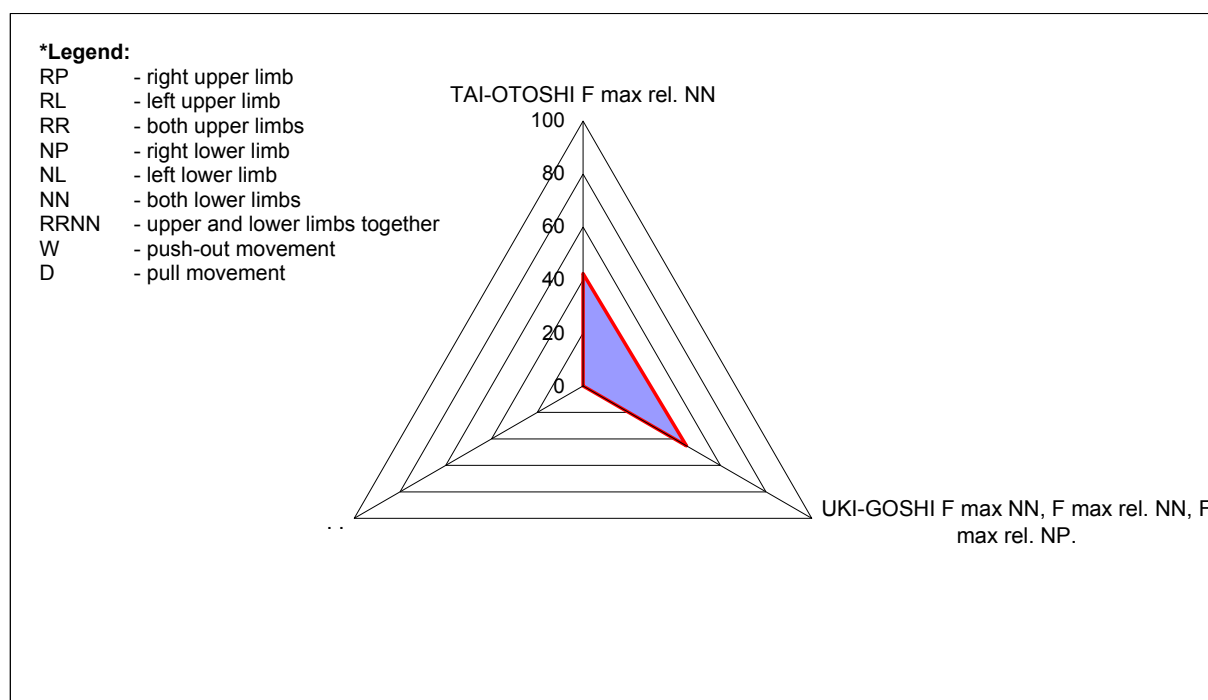 *Legend:
RP - right upper limb
RL - left upper limb
RR - both upper limbs
NP - right lower limb
NL - left lower limb
NN - both lower limbs
RRNN - upper and lower limbs together
W - push-out movement
D - pull movement
TAI-OTOSHI F max rel. NN
100
80
60
40
20
0
UKI-GOSHI F max NN, F max rel. NN, F
max rel. NP.
. .